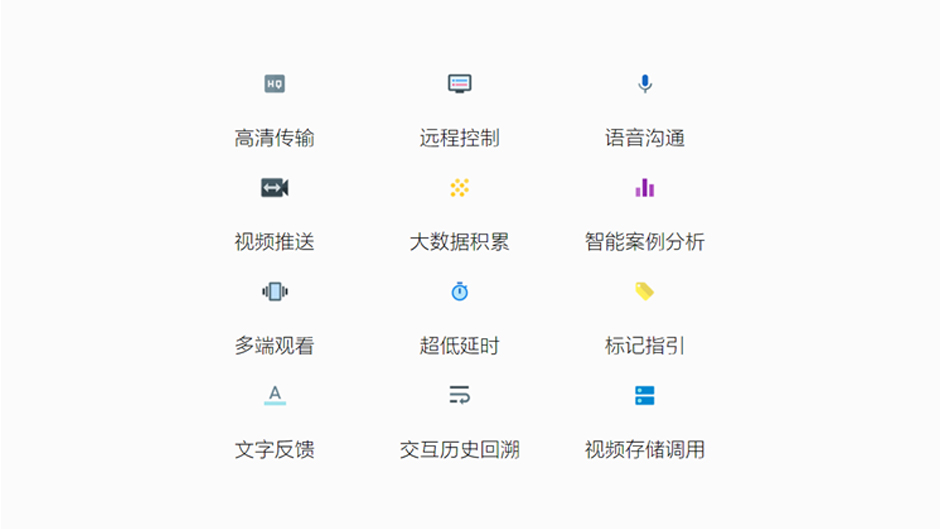 HQ
高清传输 远程控制 语音沟通
视频推送 大数据积累 智能案例分析
多端观看 超低延时 标记指引
A
文字反馈 交互历史回溯 视频存储调用